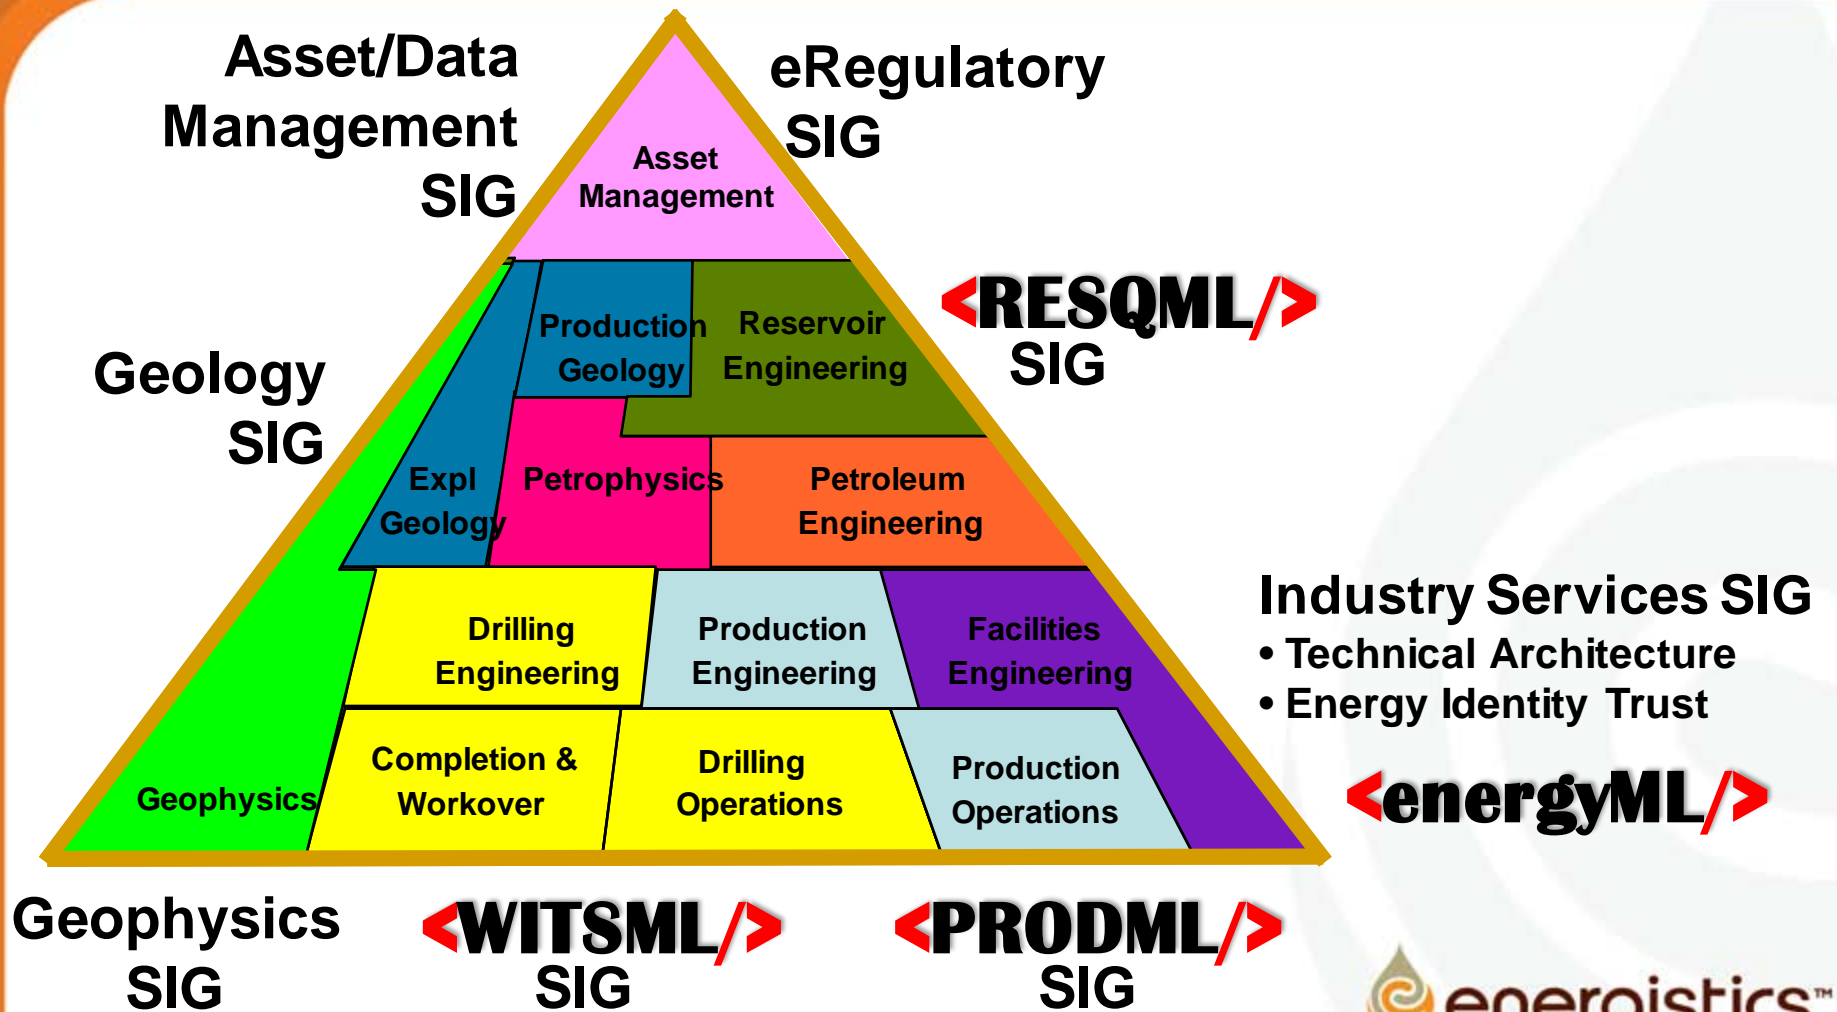 Asset/Data
Management
SIG
eRegulatory
SIG
Asset
Management
<RESQML/>
SIG
Geology
SIG
Production
Geology
Reservoir
Engineering
Expl
Geology
Petrophysics
Petroleum
Engineering
Drilling
Engineering
Production
Engineering
Facilities
Engineering
Industry Services SIG
• Technical Architecture
• Energy Identity Trust
<energyML/>
Geophysics
Completion &
Workover
Drilling
Operations
Production
Operations
Geophysics
SIG
<WITSML/>
SIG
<PRODML/>
SIG
energistics™